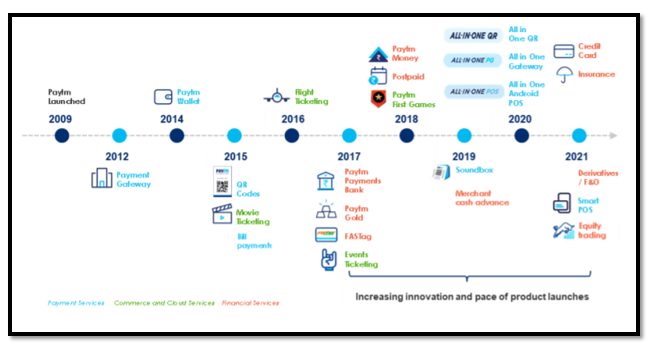 Paytm
Launched
2009
2012
Payment
Gateway
Paytm
Wallet
2014
2015
QR
Codes
Movie
Ticketing
Bill
payment
Flight
Ticketing
2016
2017
Paytm
Payments
Bank
Paytm
Gold
FASTag
Events
Ticketing
Paytm
Money
Postpaid
Paytm
First Games
2018
2019
Soundbox
Merchant
cash advance
ALL-IN-ONE QR
All in
One QR
ALL-IN-ONE PG
All in One
Gateway
ALL-IN-ONE POS
All in One
Android
POS
2020
Credit
Card
Insurance
2021
Derivatives
/ F&O
Smart
POS
Equity
trading
Increasing innovation and pace of product launches
Payment Services Commerce and Cloud Services Financial Services